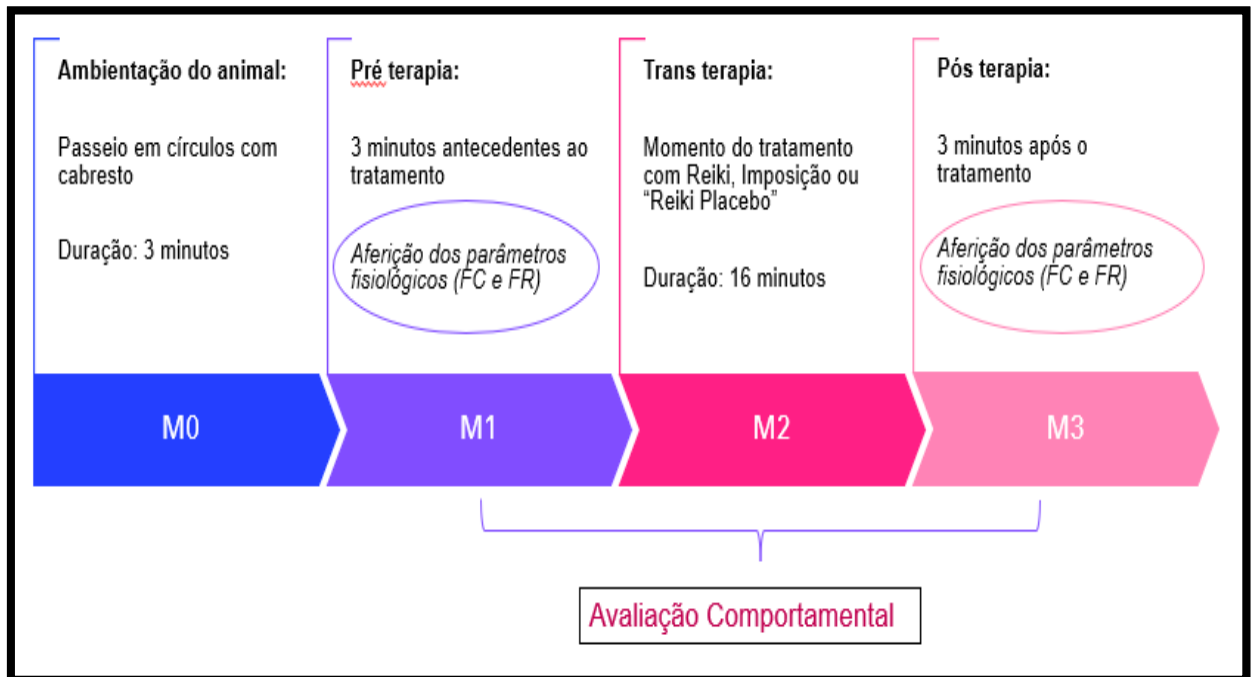 Ambientação do animal:
Passeio em círculos com
cabresto
Duração: 3 minutos
Pré terapia:
3 minutos antecedentes ao
tratamento
Aferição dos parâmetros
fisiológicos (FC e FR)
Trans terapia:
Momento do tratamento
com Reiki, Imposição ou
“Reiki Placebo”
Duração: 16 minutos
Pós terapia:
3 minutos após o
tratamento
Aferição dos parâmetros
fisiológicos (FC e FR)
M0
M1
M2
M3
Avaliação Comportamental